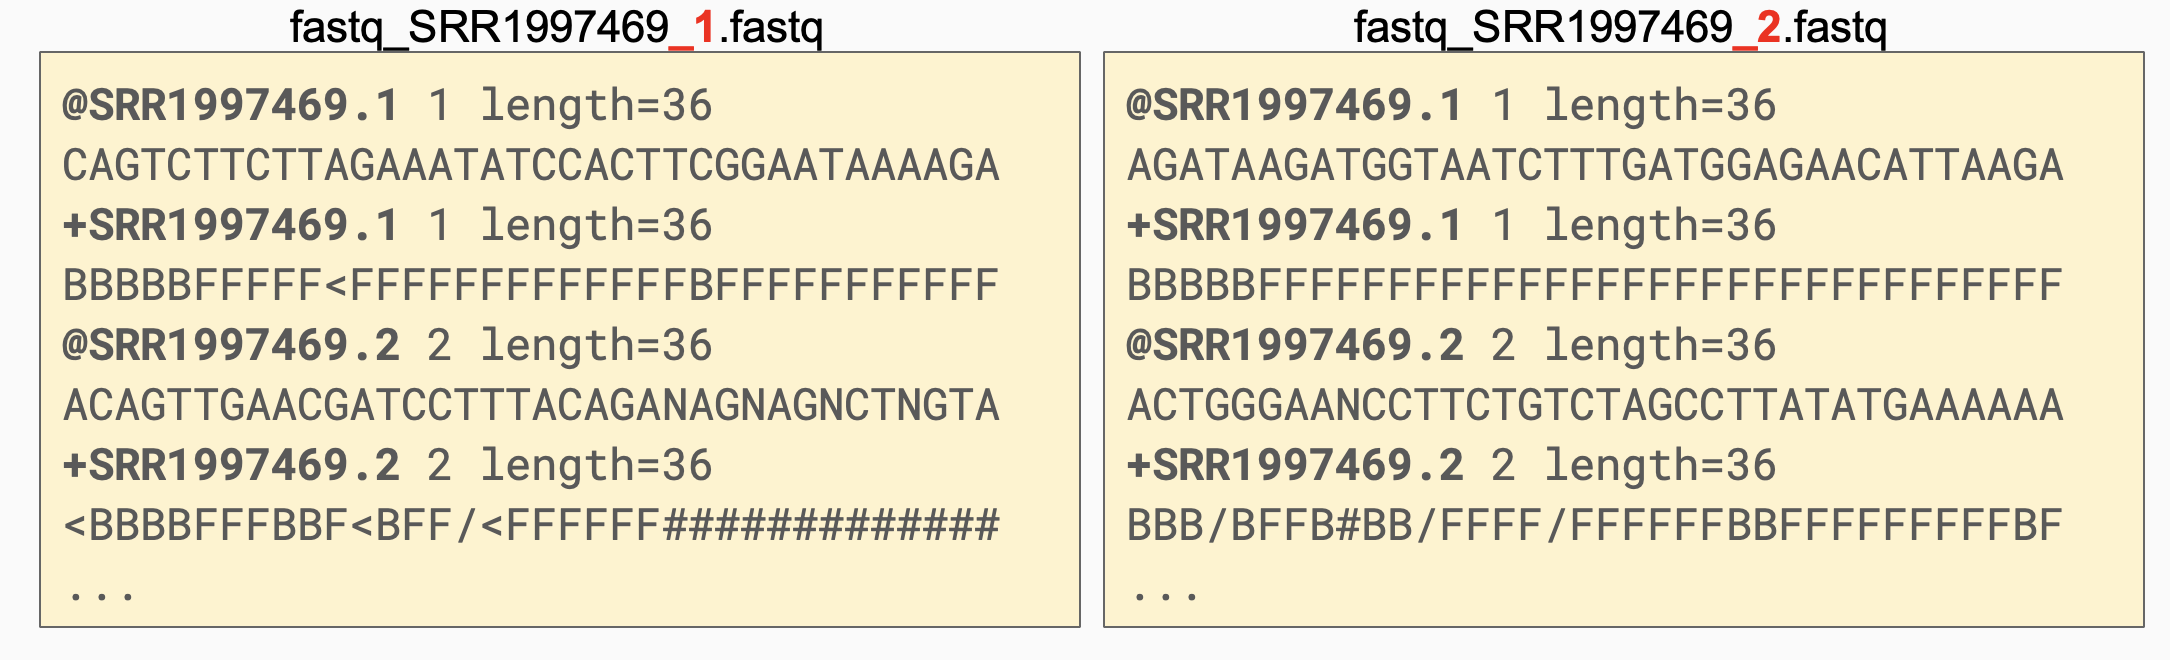 fastq_SRR1997469_1.fastq
@SRR1997469.1 1 length=36
CAGTCTTCTTAGAAATATCCACTTCGGAATAAAAGA
+SRR1997469.1 1 length=36
BBBBBFFFFF<FFFFFFFFFFFFFBFFFFFFFFFFF
@SRR1997469.2 2 length=36
ACAGTTGAACGATCCTTTACAGANAGNAGNCTNGTA
+SRR1997469.2 2 length=36
<BBBBFFFBBF<BFF/<FFFFFF#############
...
fastq_SRR1997469_2.fastq
@SRR1997469.1 1 length=36
AGATAAGATGGTAATCTTTGATGGAGAACATTAAGA
+SRR1997469.1 1 length=36
BBBBBFFFFFFFFFFFFFFFFFFFFFFFFFFFFFFF
@SRR1997469.2 2 length=36
ACTGGGAANCCTTCTGTCTAGCCTTATATGAAAAAA
+SRR1997469.2 2 length=36
BBB/BFFB#BB/FFFF/FFFFFFBBFFFFFFFFFBF
...